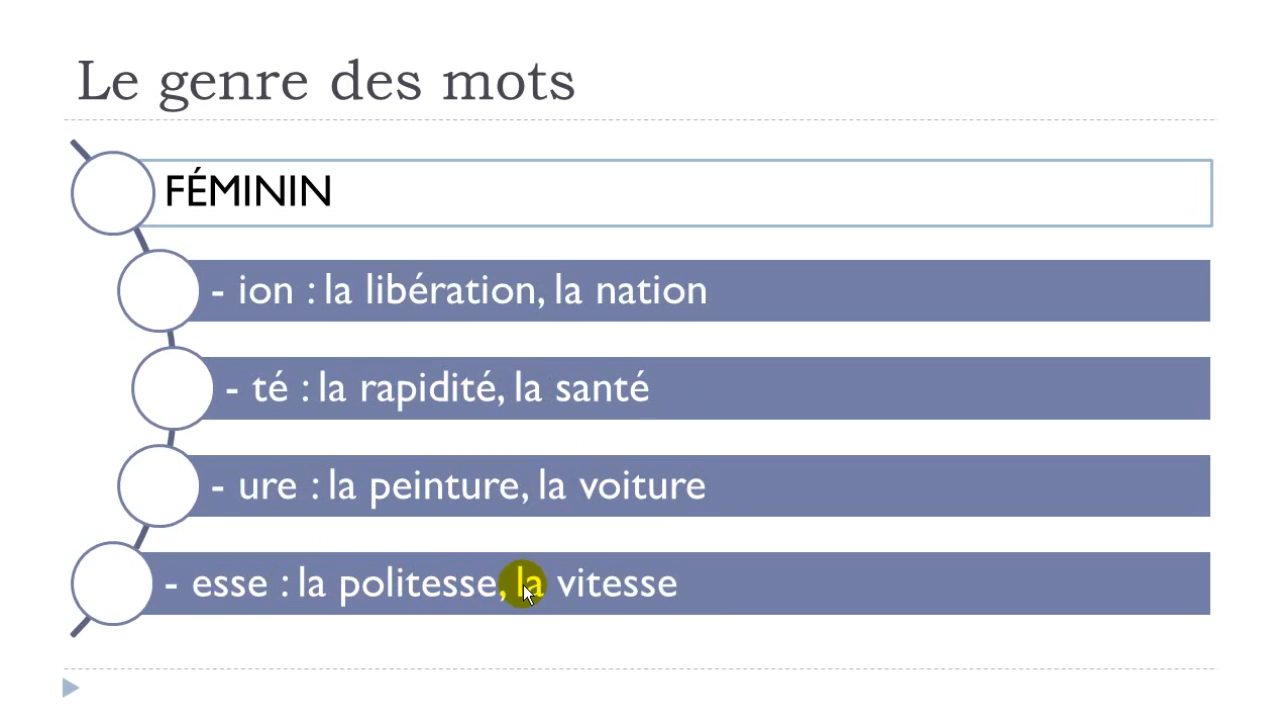 Le genre des mots
FÉMININ
- ion : la libération, la nation
- té : la rapidité, la santé
- ure : la peinture, la voiture
- esse : la politesse, la vitesse